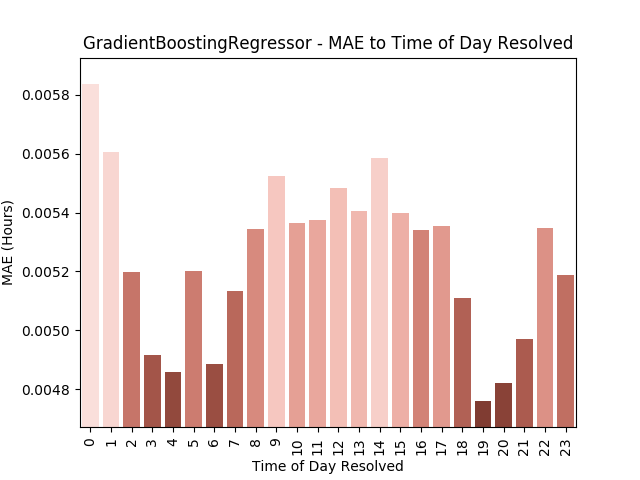 GradientBoostingRegressor - MAE to Time of Day Resolved
MAE (Hours)
0.0058
0.0056
0.0054
0.0052
0.0050
0.0048
0 1 2 3 4 5 6 7 8 9 10 11 12 13 14 15 16 17 18 19 20 21 22 23
Time of Day Resolved